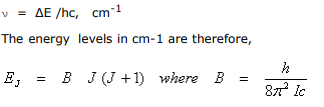 ν = ΔE /hc, cm⁻¹
The energy levels in cm-1 are therefore,
E_J = B J (J + 1) where B = h / 8π² Ic